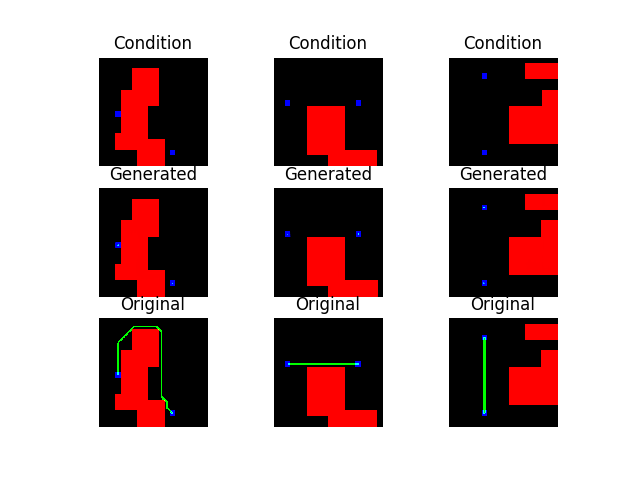 Condition Condition Condition
Generated Generated Generated
Original Original Original